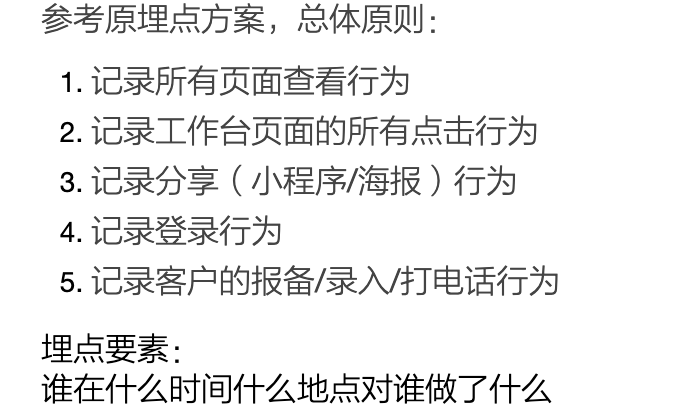 参考原埋点方案，总体原则：
1. 记录所有页面查看行为
2. 记录工作台页面的所有点击行为
3. 记录分享（小程序/海报）行为
4. 记录登录行为
5. 记录客户的报备/录入/打电话行为
埋点要素：
谁在什么时间什么地点对谁做了什么